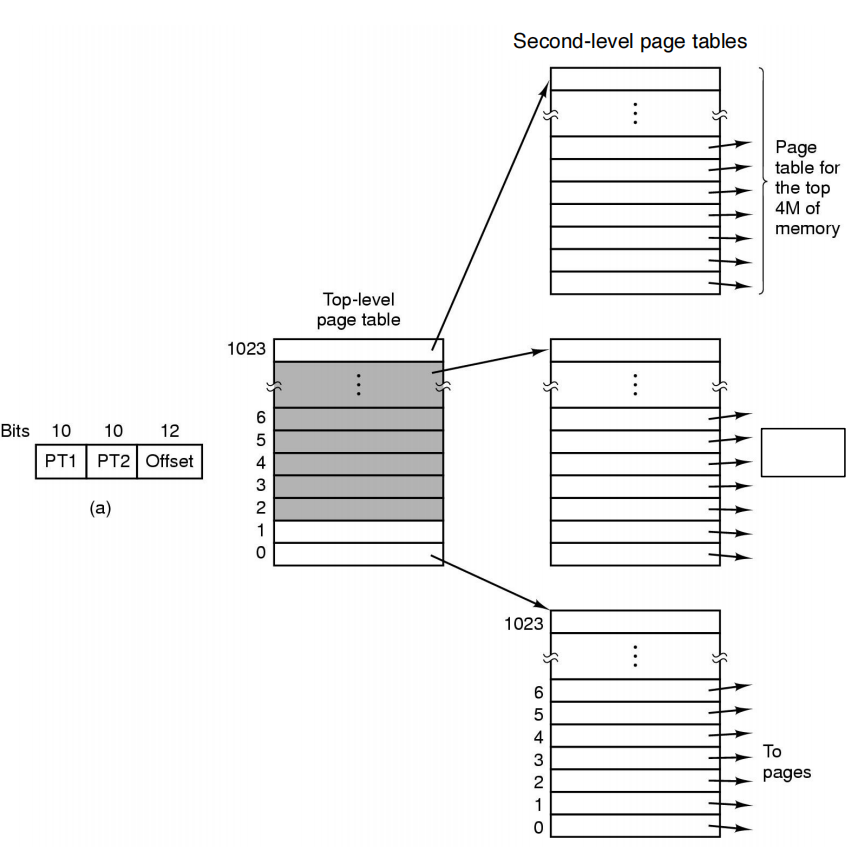 Second-level page tables
Page
table for
the top
4M of
memory
Top-level
page table
1023
6
5
4
3
2
1
0
Bits 10 10 12
PT1 PT2 Offset
(a)
1023
6
5
4
3
2
1
0
To
pages